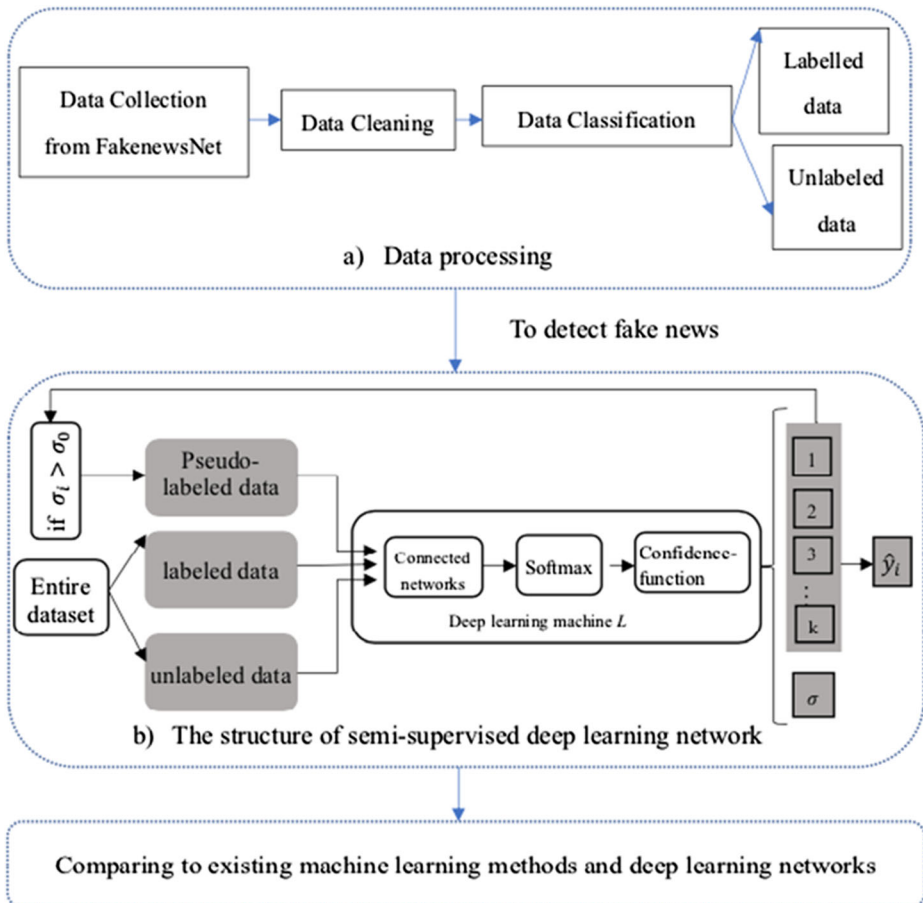 Data Collection
from FakenewsNet
Data Cleaning
Data Classification
Labelled
data
Unlabeled
data
a) Data processing
To detect fake news
if σi > σ0
Pseudo-
labeled data
Entire
dataset
labeled data
unlabeled data
Connected
networks
Softmax
Confidence-
function
Deep learning machine L
1
2
3
⋮
k
σ
ŷi
b) The structure of semi-supervised deep learning network
Comparing to existing machine learning methods and deep learning networks